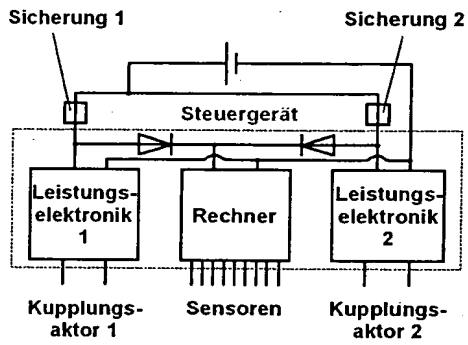 Sicherung 1
Sicherung 2
Steuergerät
Leistungs-
elektronik
1
Rechner
Leistungs-
elektronik
2
Kupplungs-
aktor 1
Sensoren
Kupplungs-
aktor 2